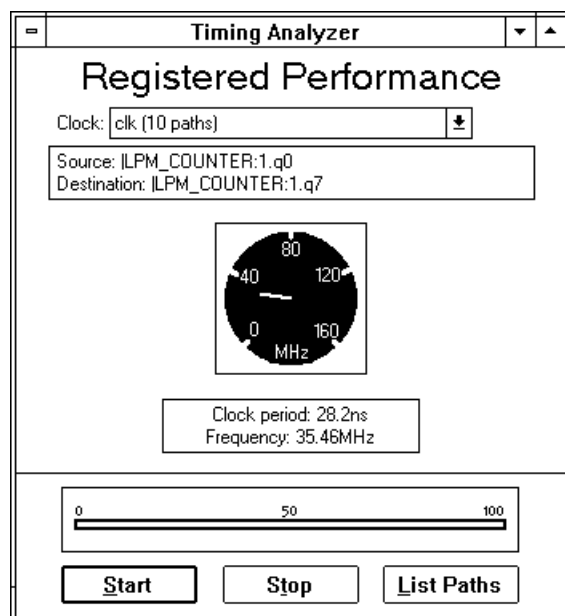 Timing Analyzer
Registered Performance
Clock: clk (10 paths)
Source: |LPM_COUNTER:1.q0
Destination: |LPM_COUNTER:1.q7
80
40 120
0 160
MHz
Clock period: 28.2ns
Frequency: 35.46MHz
0 50 100
Start Stop List Paths